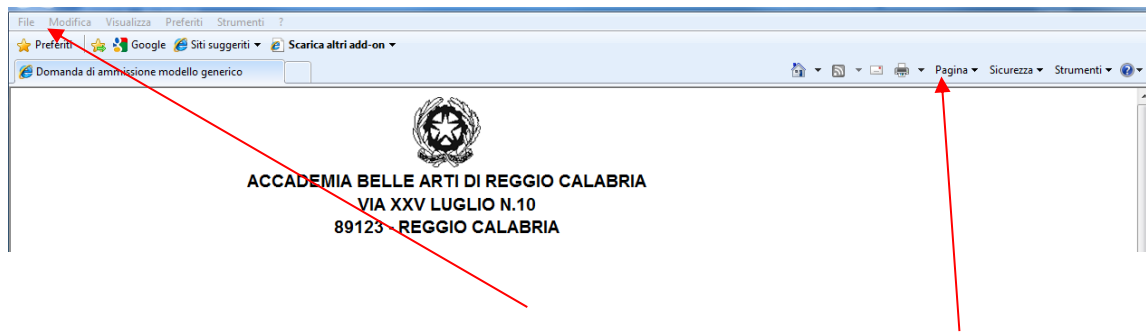 File Modifica Visualizza Preferiti Strumenti ?
Preferiti Google Siti suggeriti Scarica altri add-on
Domanda di ammissione modello generico Pagina Sicurezza Strumenti
ACCADEMIA BELLE ARTI DI REGGIO CALABRIA
VIA XXV LUGLIO N.10
89123 - REGGIO CALABRIA